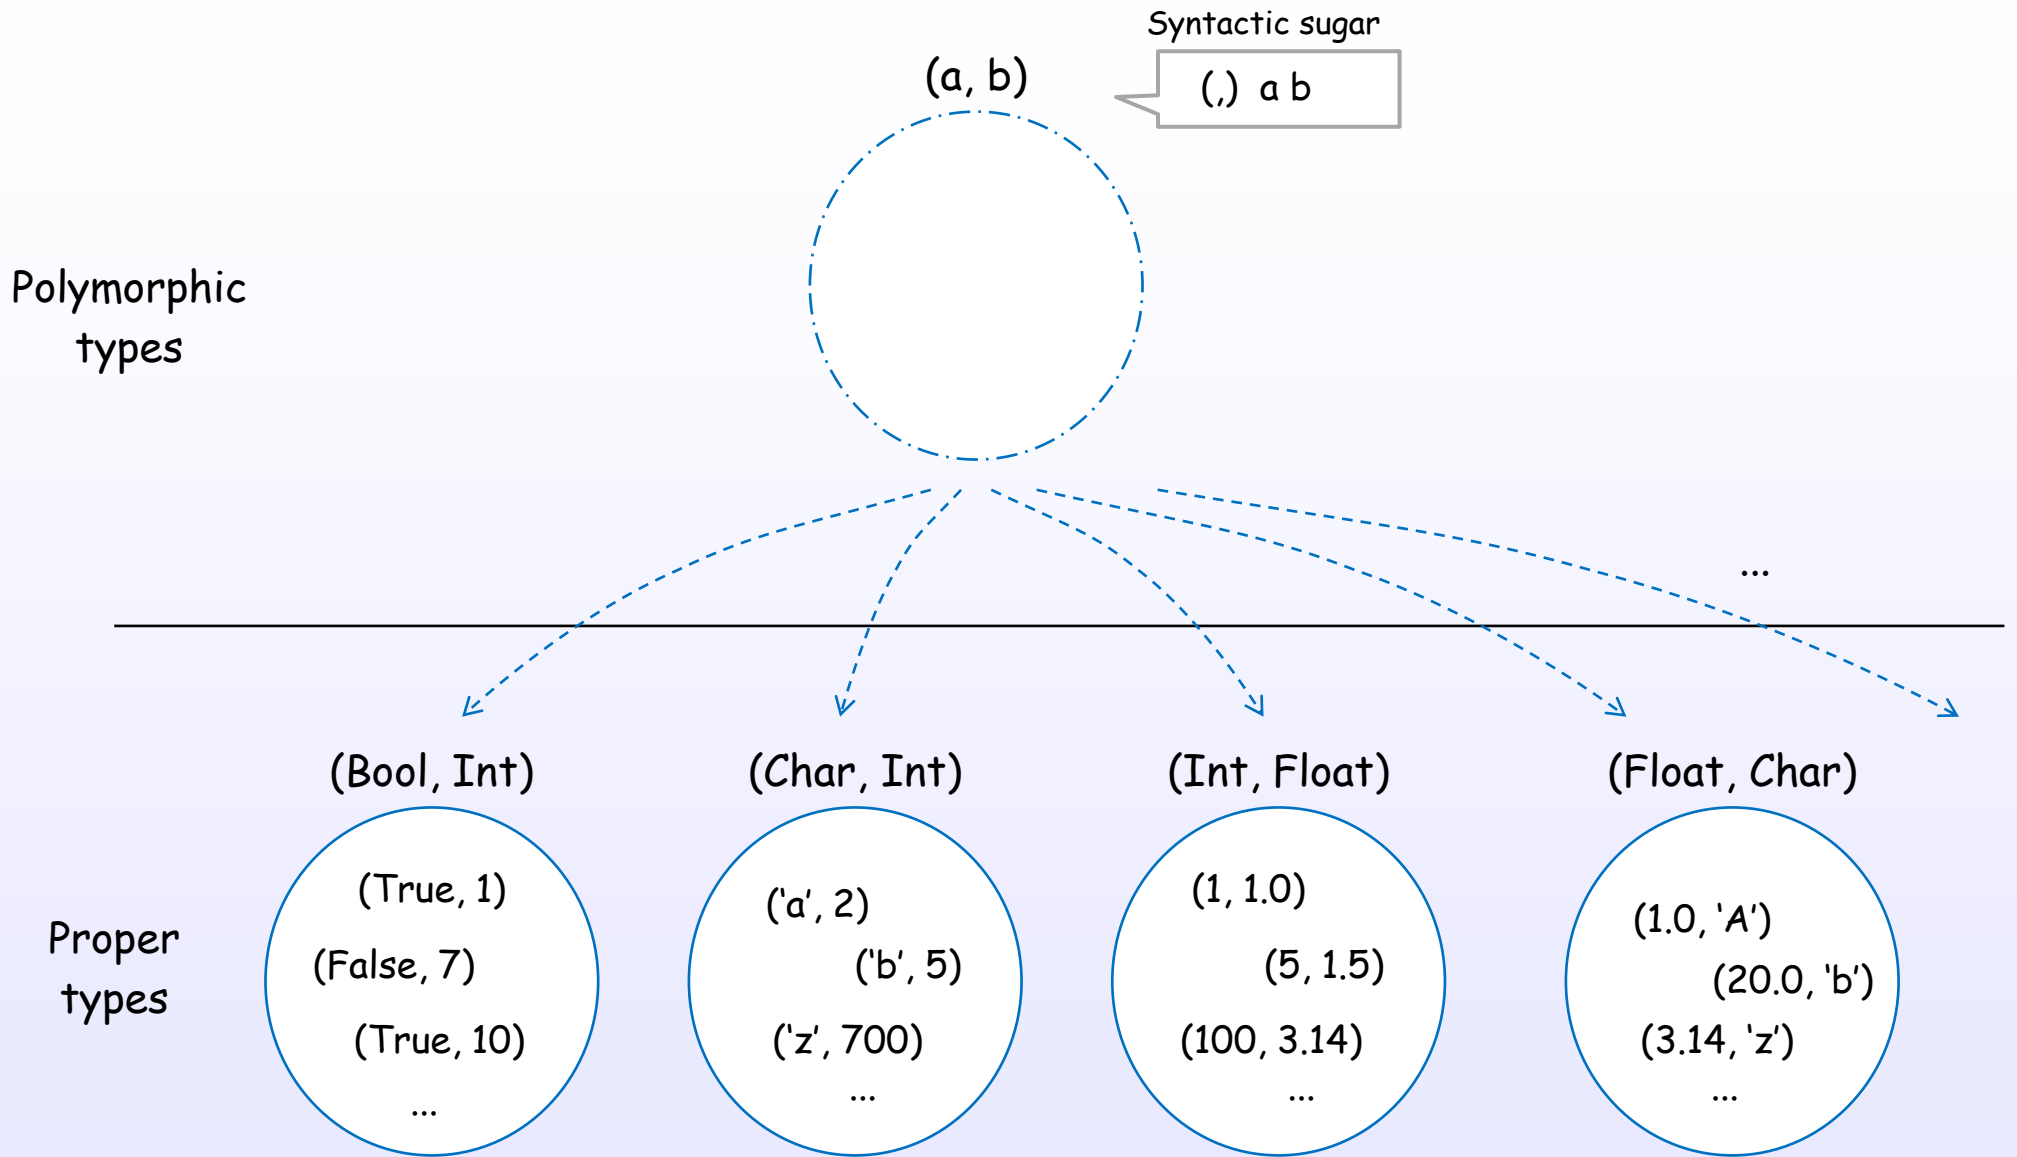 Syntactic sugar
(a, b)
(,) a b
Polymorphic
types
...
(Bool, Int)
(Char, Int)
(Int, Float)
(Float, Char)
Proper
types
(True, 1)
(False, 7)
(True, 10)
...
(‘a’, 2)
(‘b’, 5)
(‘z’, 700)
...
(1, 1.0)
(5, 1.5)
(100, 3.14)
...
(1.0, ‘A’)
(20.0, ‘b’)
(3.14, ‘z’)
...